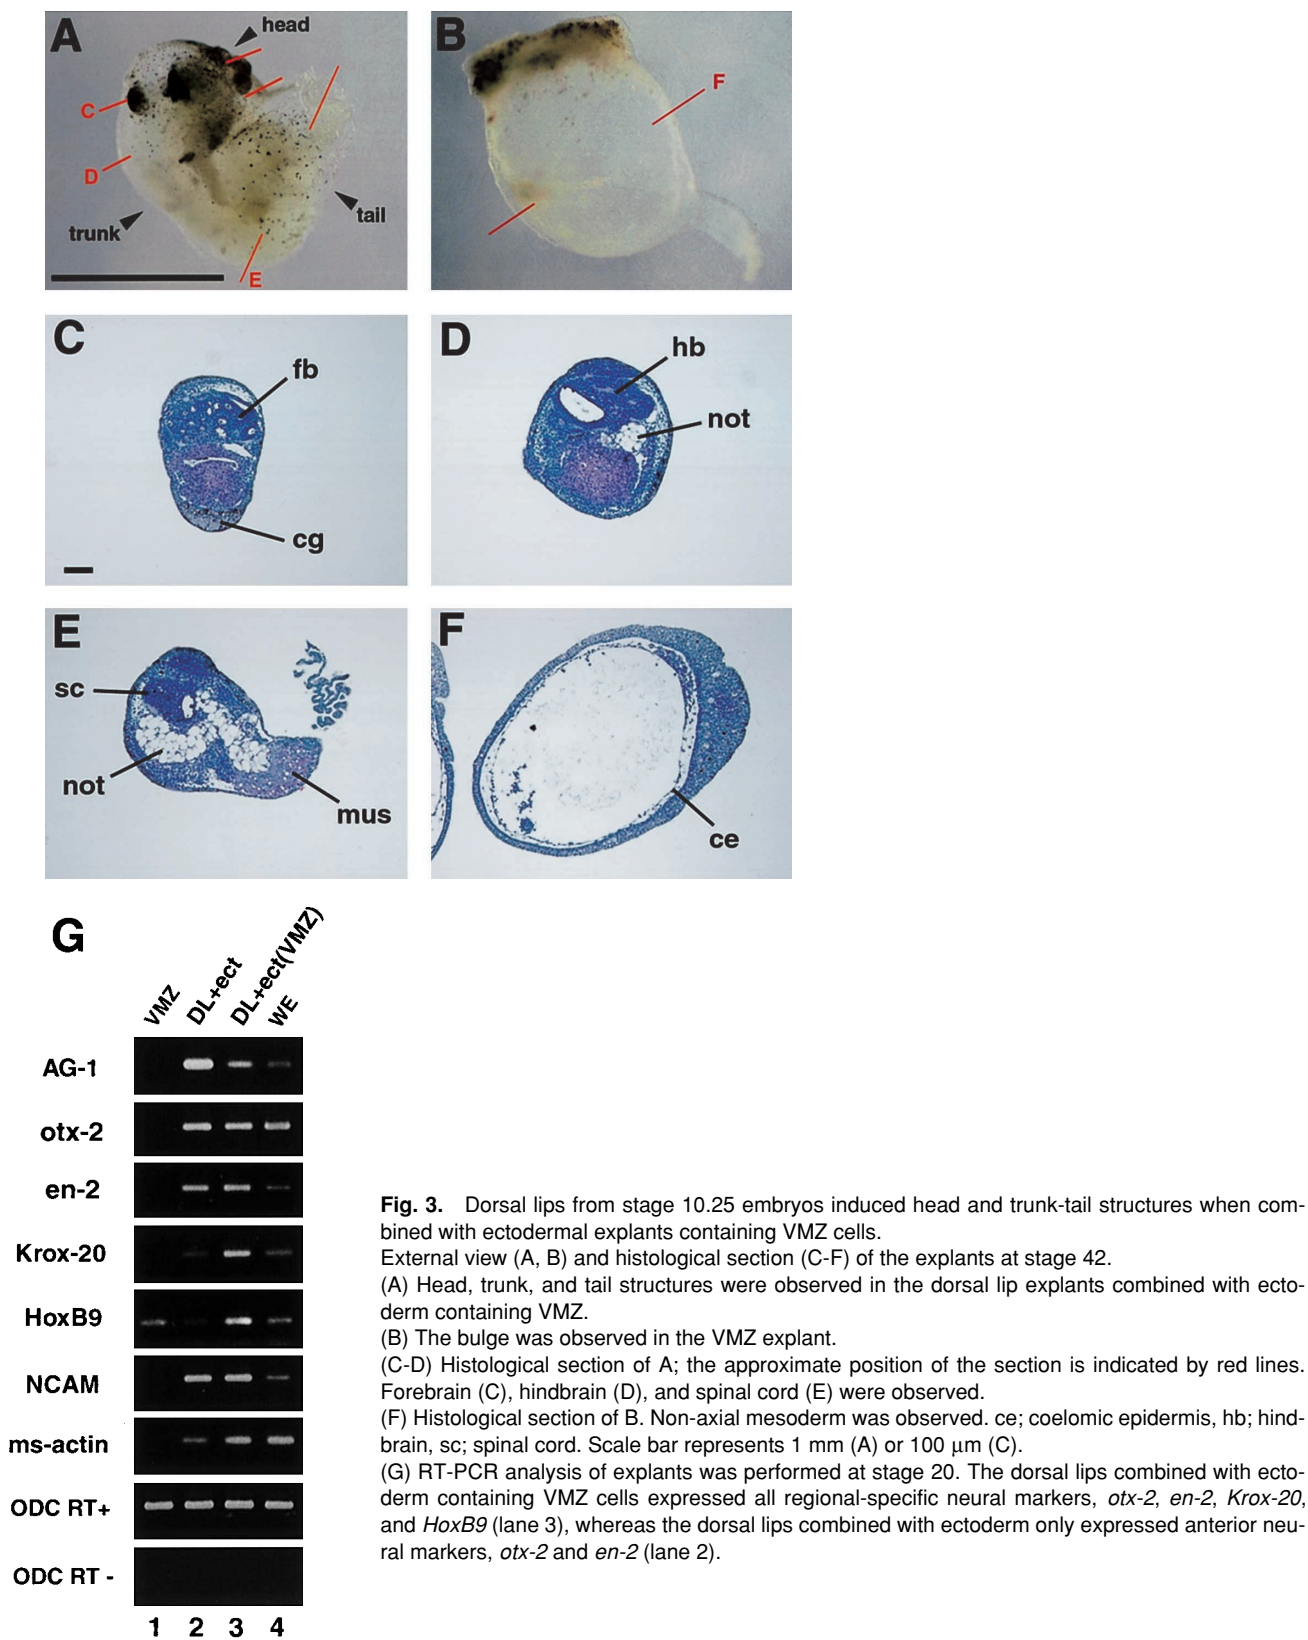 A
head
C
D
trunk
tail
E
B
F
C
fb
cg
D
hb
not
E
sc
not
mus
F
ce
G
VMZ
DL+ect
DL+ect(VMZ)
WE
AG-1
otx-2
en-2
Krox-20
HoxB9
NCAM
ms-actin
ODC RT+
ODC RT -
1 2 3 4
Fig. 3. Dorsal lips from stage 10.25 embryos induced head and trunk-tail structures when com-
bined with ectodermal explants containing VMZ cells.
External view (A, B) and histological section (C-F) of the explants at stage 42.
(A) Head, trunk, and tail structures were observed in the dorsal lip explants combined with ecto-
derm containing VMZ.
(B) The bulge was observed in the VMZ explant.
(C-D) Histological section of A; the approximate position of the section is indicated by red lines.
Forebrain (C), hindbrain (D), and spinal cord (E) were observed.
(F) Histological section of B. Non-axial mesoderm was observed. ce; coelomic epidermis, hb; hind-
brain, sc; spinal cord. Scale bar represents 1 mm (A) or 100 μm (C).
(G) RT-PCR analysis of explants was performed at stage 20. The dorsal lips combined with ecto-
derm containing VMZ cells expressed all regional-specific neural markers, otx-2, en-2, Krox-20,
and HoxB9 (lane 3), whereas the dorsal lips combined with ectoderm only expressed anterior neu-
ral markers, otx-2 and en-2 (lane 2).